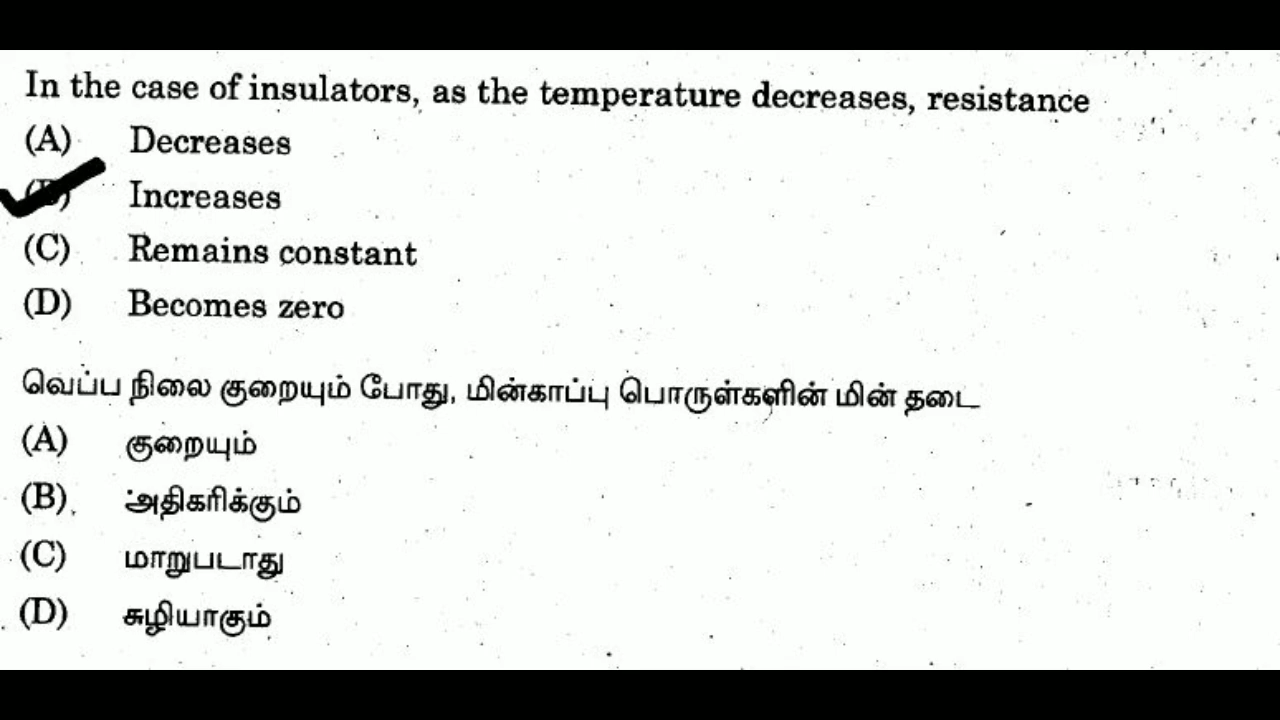 In the case of insulators, as the temperature decreases, resistance
(A) Decreases
(B) Increases
(C) Remains constant
(D) Becomes zero
வெப்ப நிலை குறையும் போது, மின்காப்பு பொருள்களின் மின் தடை
(A) குறையும்
(B) அதிகரிக்கும்
(C) மாறுபடாது
(D) சுழியாகும்